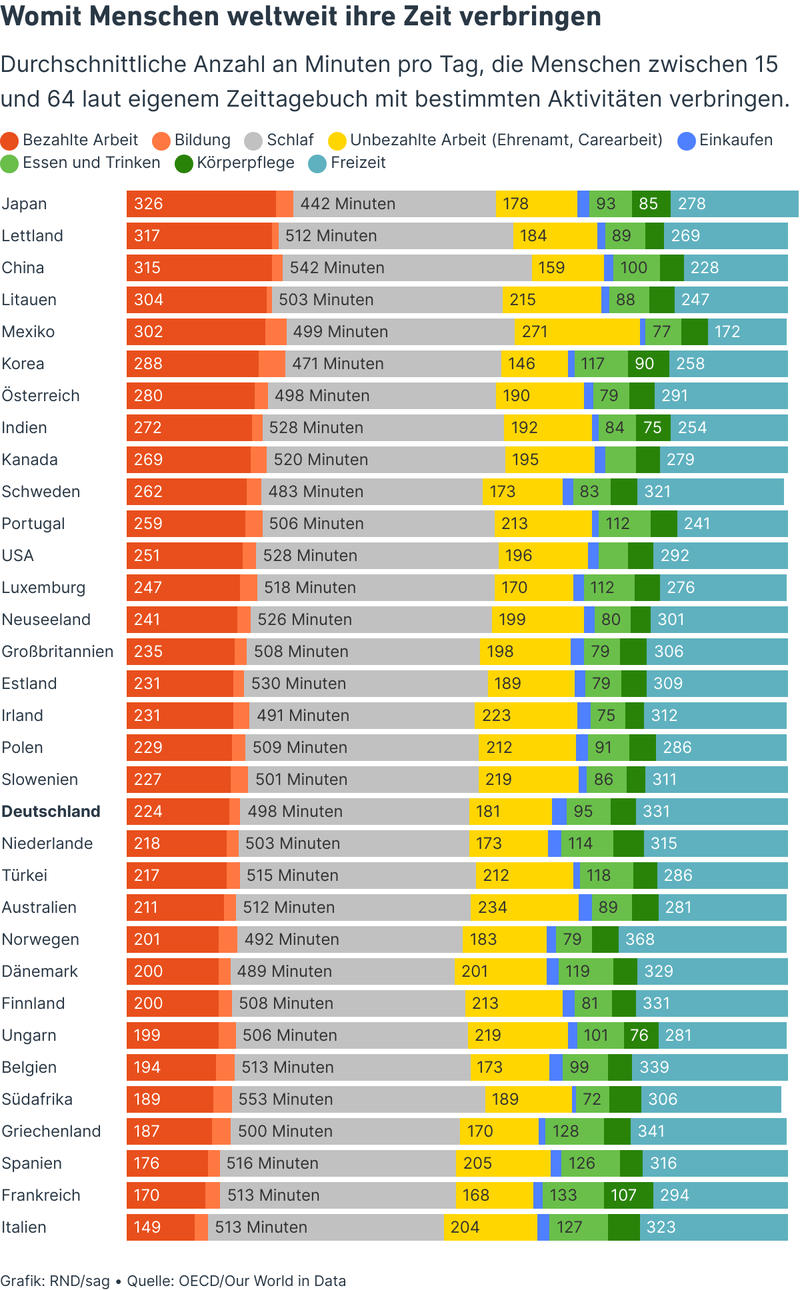 Womit Menschen weltweit ihre Zeit verbringen
Durchschnittliche Anzahl an Minuten pro Tag, die Menschen zwischen 15
und 64 laut eigenem Zeittagebuch mit bestimmten Aktivitäten verbringen.
Bezahlte Arbeit Bildung Schlaf Unbezahlte Arbeit (Ehrenamt, Carearbeit) Einkaufen
Essen und Trinken Körperpflege Freizeit
Japan 326 442 Minuten 178 93 85 278
Lettland 317 512 Minuten 184 89 269
China 315 542 Minuten 159 100 228
Litauen 304 503 Minuten 215 88 247
Mexiko 302 499 Minuten 271 77 172
Korea 288 471 Minuten 146 117 90 258
Österreich 280 498 Minuten 190 79 291
Indien 272 528 Minuten 192 84 75 254
Kanada 269 520 Minuten 195 279
Schweden 262 483 Minuten 173 83 321
Portugal 259 506 Minuten 213 112 241
USA 251 528 Minuten 196 292
Luxemburg 247 518 Minuten 170 112 276
Neuseeland 241 526 Minuten 199 80 301
Großbritannien 235 508 Minuten 198 79 306
Estland 231 530 Minuten 189 79 309
Irland 231 491 Minuten 223 75 312
Polen 229 509 Minuten 212 91 286
Slowenien 227 501 Minuten 219 86 311
Deutschland 224 498 Minuten 181 95 331
Niederlande 218 503 Minuten 173 114 315
Türkei 217 515 Minuten 212 118 286
Australien 211 512 Minuten 234 89 281
Norwegen 201 492 Minuten 183 79 368
Dänemark 200 489 Minuten 201 119 329
Finnland 200 508 Minuten 213 81 331
Ungarn 199 506 Minuten 219 101 76 281
Belgien 194 513 Minuten 173 99 339
Südafrika 189 553 Minuten 189 72 306
Griechenland 187 500 Minuten 170 128 341
Spanien 176 516 Minuten 205 126 316
Frankreich 170 513 Minuten 168 133 107 294
Italien 149 513 Minuten 204 127 323
Grafik: RND/sag • Quelle: OECD/Our World in Data